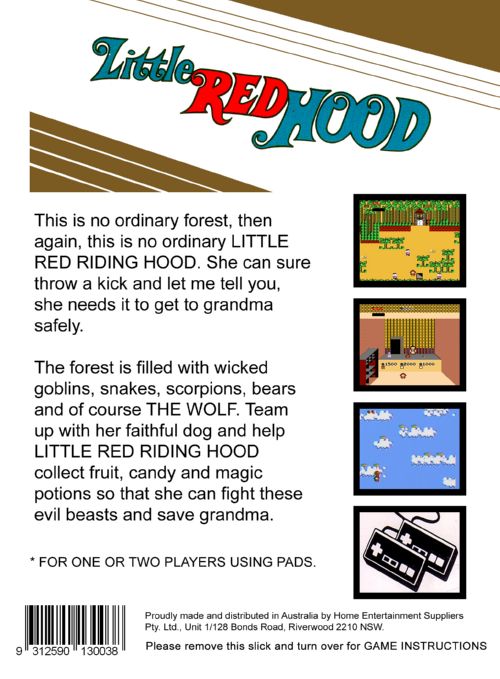 Little REDHOOD
This is no ordinary forest, then
again, this is no ordinary LITTLE
RED RIDING HOOD. She can sure
throw a kick and let me tell you,
she needs it to get to grandma
safely.
The forest is filled with wicked
goblins, snakes, scorpions, bears
and of course THE WOLF. Team
up with her faithful dog and help
LITTLE RED RIDING HOOD
collect fruit, candy and magic
potions so that she can fight these
evil beasts and save grandma.
* FOR ONE OR TWO PLAYERS USING PADS.
9 312590 130038
Proudly made and distributed in Australia by Home Entertainment Suppliers
Pty. Ltd., Unit 1/128 Bonds Road, Riverwood 2210 NSW.
Please remove this slick and turn over for GAME INSTRUCTIONS